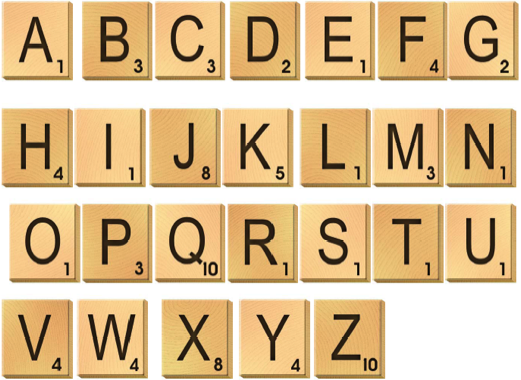 A1 B3 C3 D2 E1 F4 G2
H4 I1 J8 K5 L1 M3 N1
O1 P3 Q10 R1 S1 T1 U1
V4 W4 X8 Y4 Z10